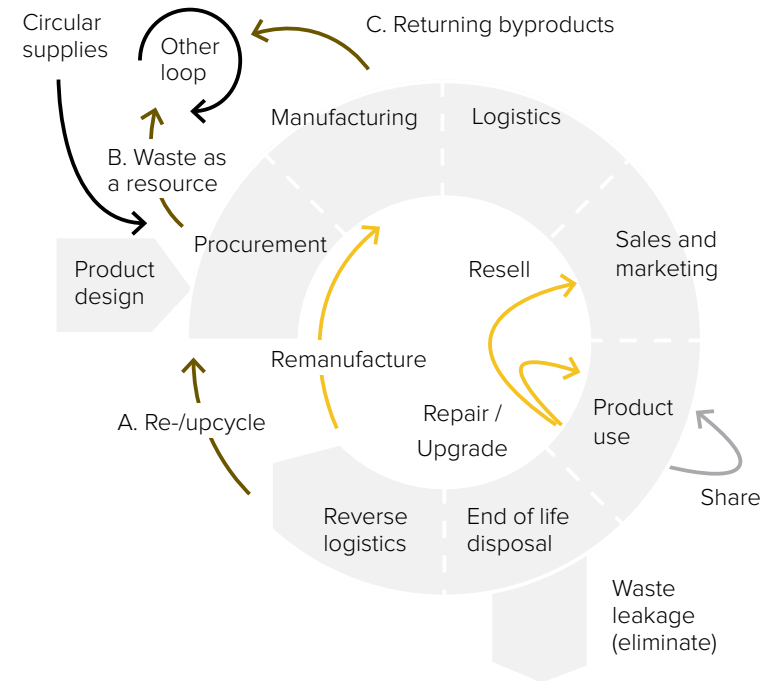 Circular
supplies
Other
loop
C. Returning byproducts
Manufacturing
Logistics
B. Waste as
a resource
Procurement
Product
design
Sales and
marketing
Resell
Remanufacture
A. Re-/upcycle
Repair /
Upgrade
Product
use
Share
Reverse
logistics
End of life
disposal
Waste
leakage
(eliminate)